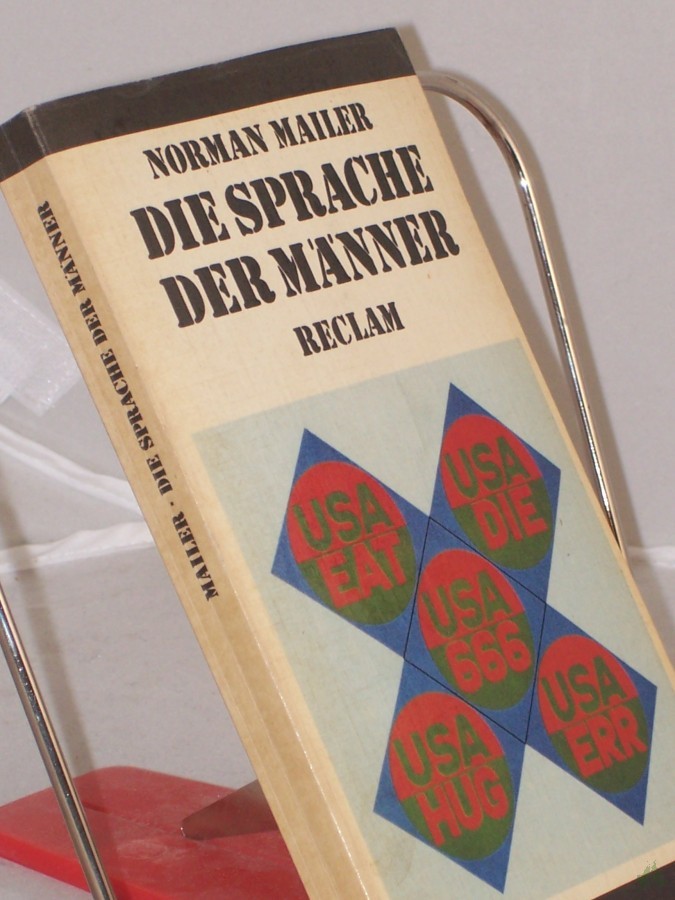 NORMAN MAILER
DIE SPRACHE
DER MÄNNER
RECLAM
MAILER · DIE SPRACHE DER MÄNNER
USA
EAT
USA
DIE
USA
666
USA
HUG
USA
ERR